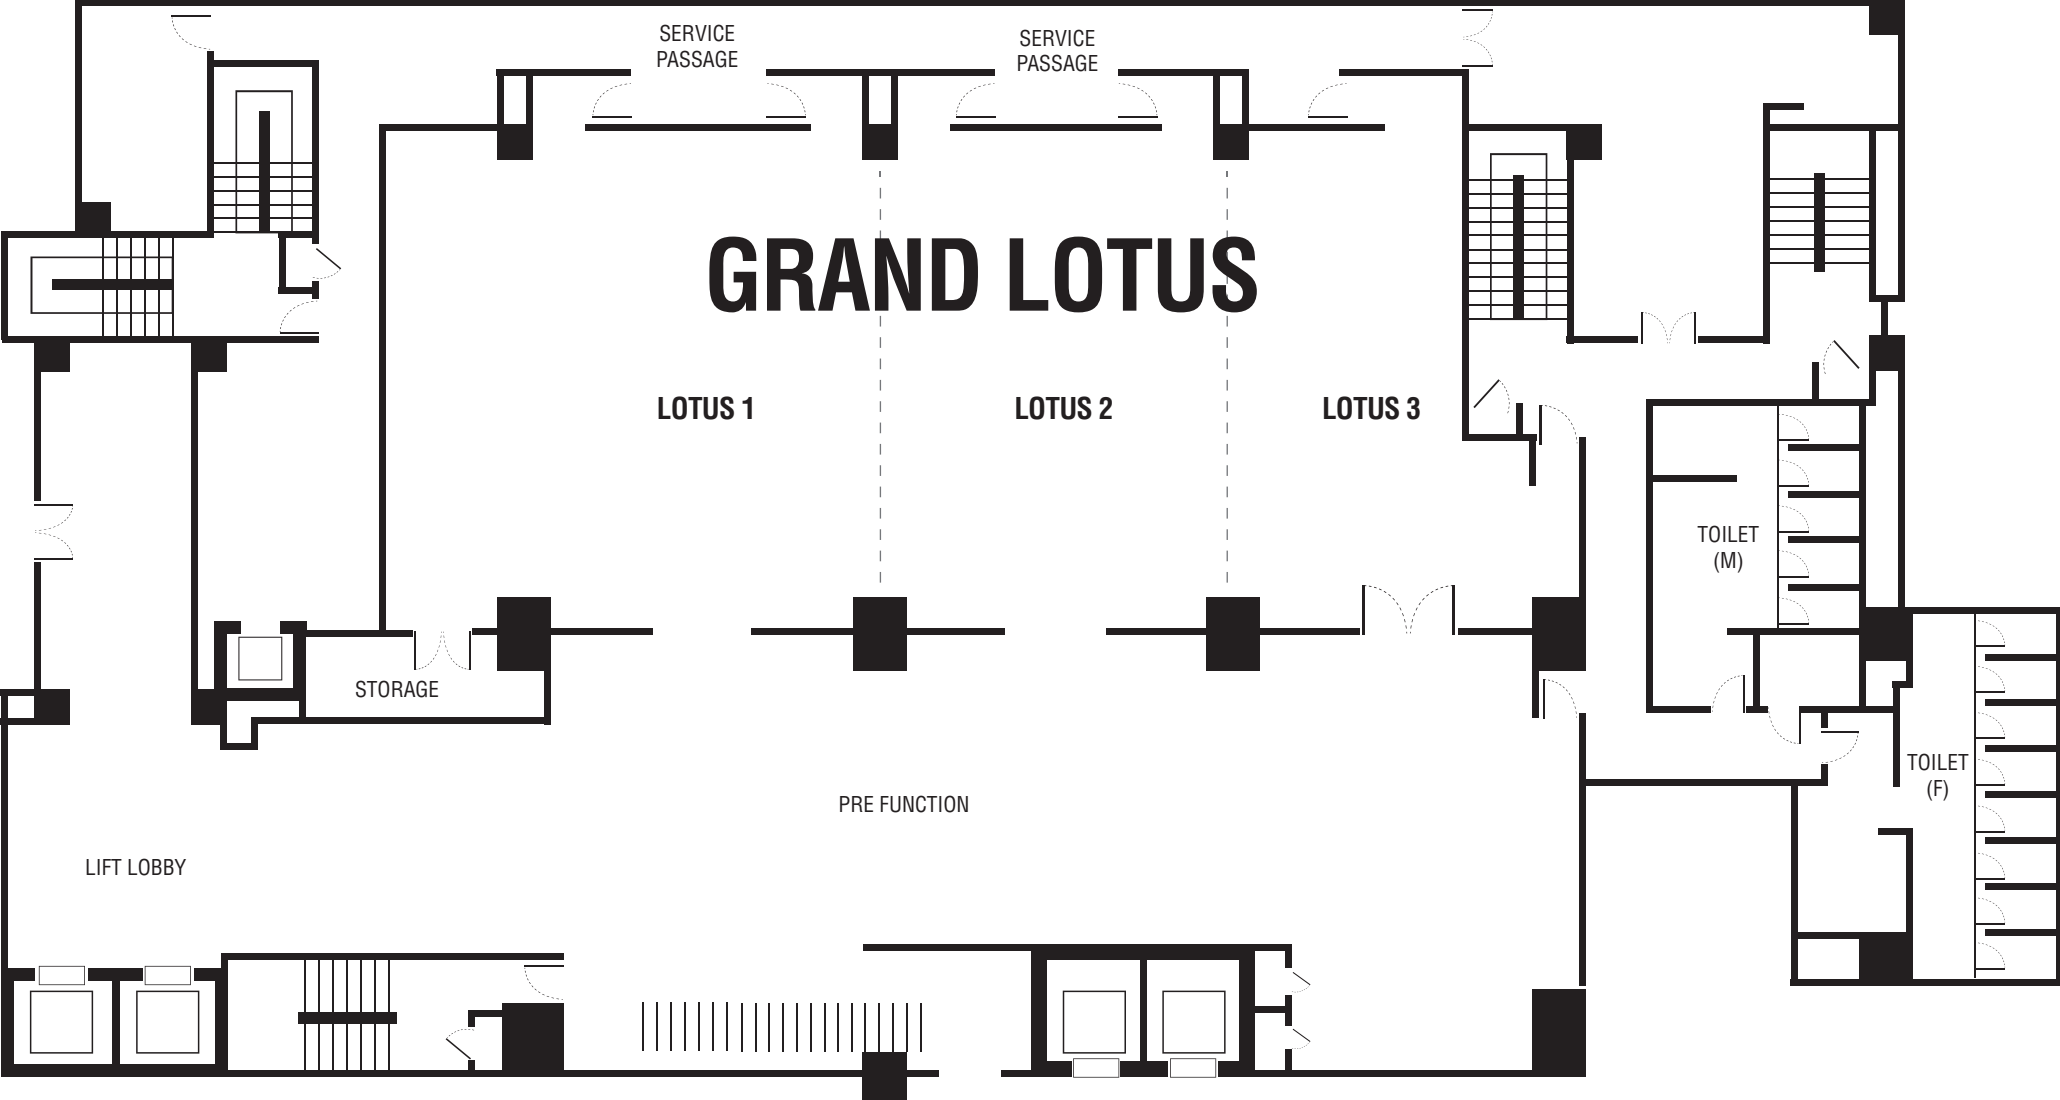 SERVICE
PASSAGE
SERVICE
PASSAGE
GRAND LOTUS
LOTUS 1
LOTUS 2
LOTUS 3
TOILET
(M)
STORAGE
TOILET
(F)
PRE FUNCTION
LIFT LOBBY